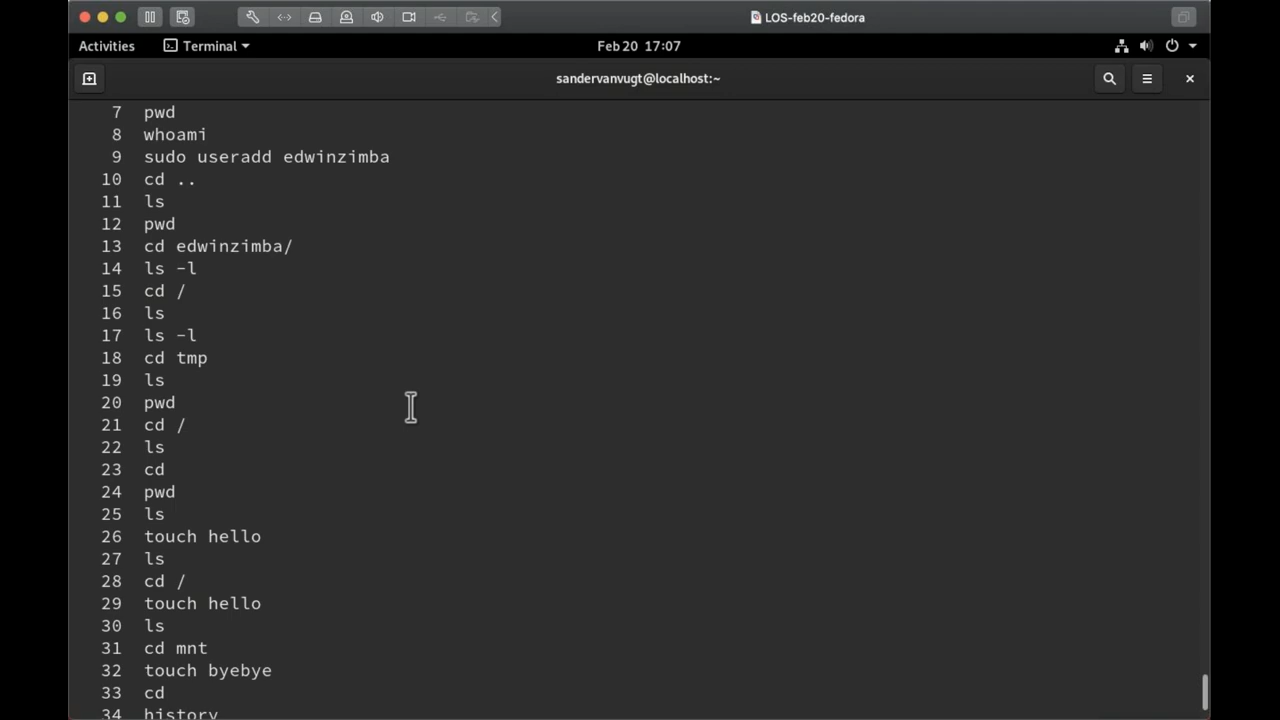 LOS-feb20-fedora
Activities Terminal Feb 20 17:07
sandervanvugt@localhost:~
7 pwd
8 whoami
9 sudo useradd edwinzimba
10 cd ..
11 ls
12 pwd
13 cd edwinzimba/
14 ls -l
15 cd /
16 ls
17 ls -l
18 cd tmp
19 ls
20 pwd
21 cd /
22 ls
23 cd
24 pwd
25 ls
26 touch hello
27 ls
28 cd /
29 touch hello
30 ls
31 cd mnt
32 touch byebye
33 cd
34 history